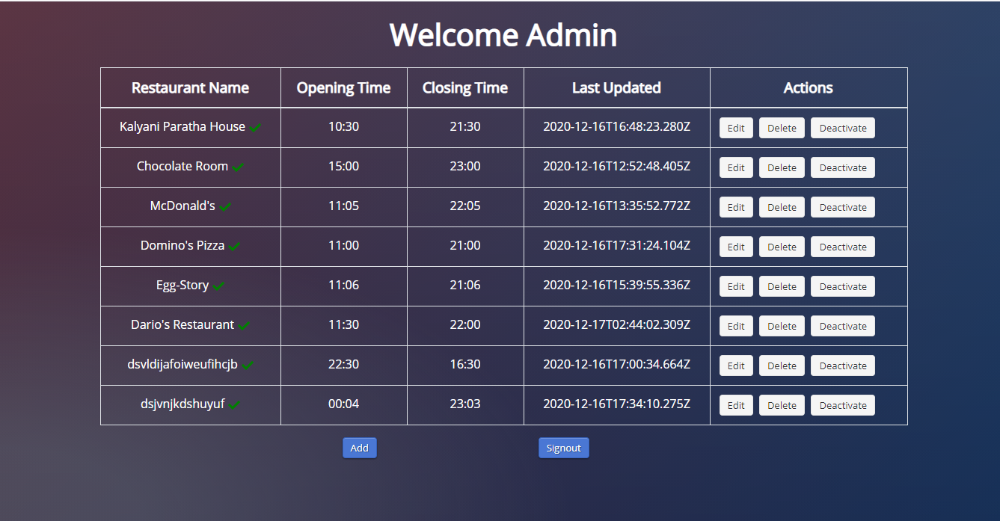 Welcome Admin
Restaurant Name Opening Time Closing Time Last Updated Actions
Kalyani Paratha House 10:30 21:30 2020-12-16T16:48:23.280Z Edit Delete Deactivate
Chocolate Room 15:00 23:00 2020-12-16T12:52:48.405Z Edit Delete Deactivate
McDonald's 11:05 22:05 2020-12-16T13:35:52.772Z Edit Delete Deactivate
Domino's Pizza 11:00 21:00 2020-12-16T17:31:24.104Z Edit Delete Deactivate
Egg-Story 11:06 21:06 2020-12-16T15:39:55.336Z Edit Delete Deactivate
Dario's Restaurant 11:30 22:00 2020-12-17T02:44:02.309Z Edit Delete Deactivate
dsvldijafoiweufihcjb 22:30 16:30 2020-12-16T17:00:34.664Z Edit Delete Deactivate
dsjvnjkdshuyuf 00:04 23:03 2020-12-16T17:34:10.275Z Edit Delete Deactivate
Add Signout